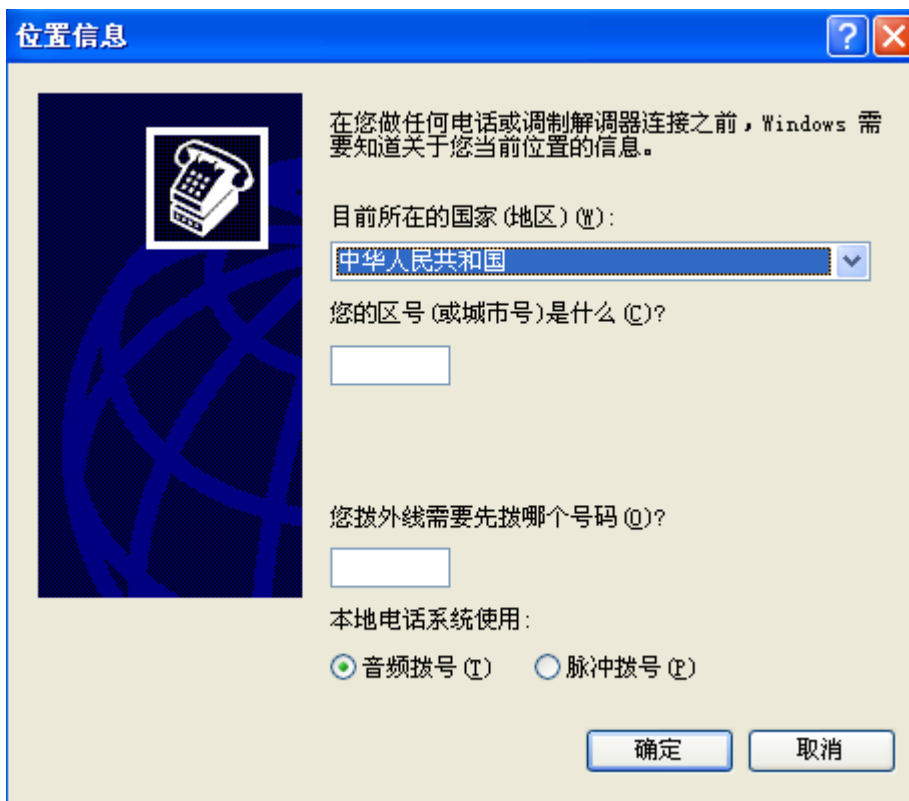 位置信息
在您做任何电话或调制解调器连接之前，Windows 需
要知道关于您当前位置的信息。
目前所在的国家(地区)(W):
中华人民共和国
您的区号(或城市号)是什么(C)?
您拨外线需要先拨哪个号码(O)?
本地电话系统使用:
音频拨号(T) 脉冲拨号(P)
确定 取消